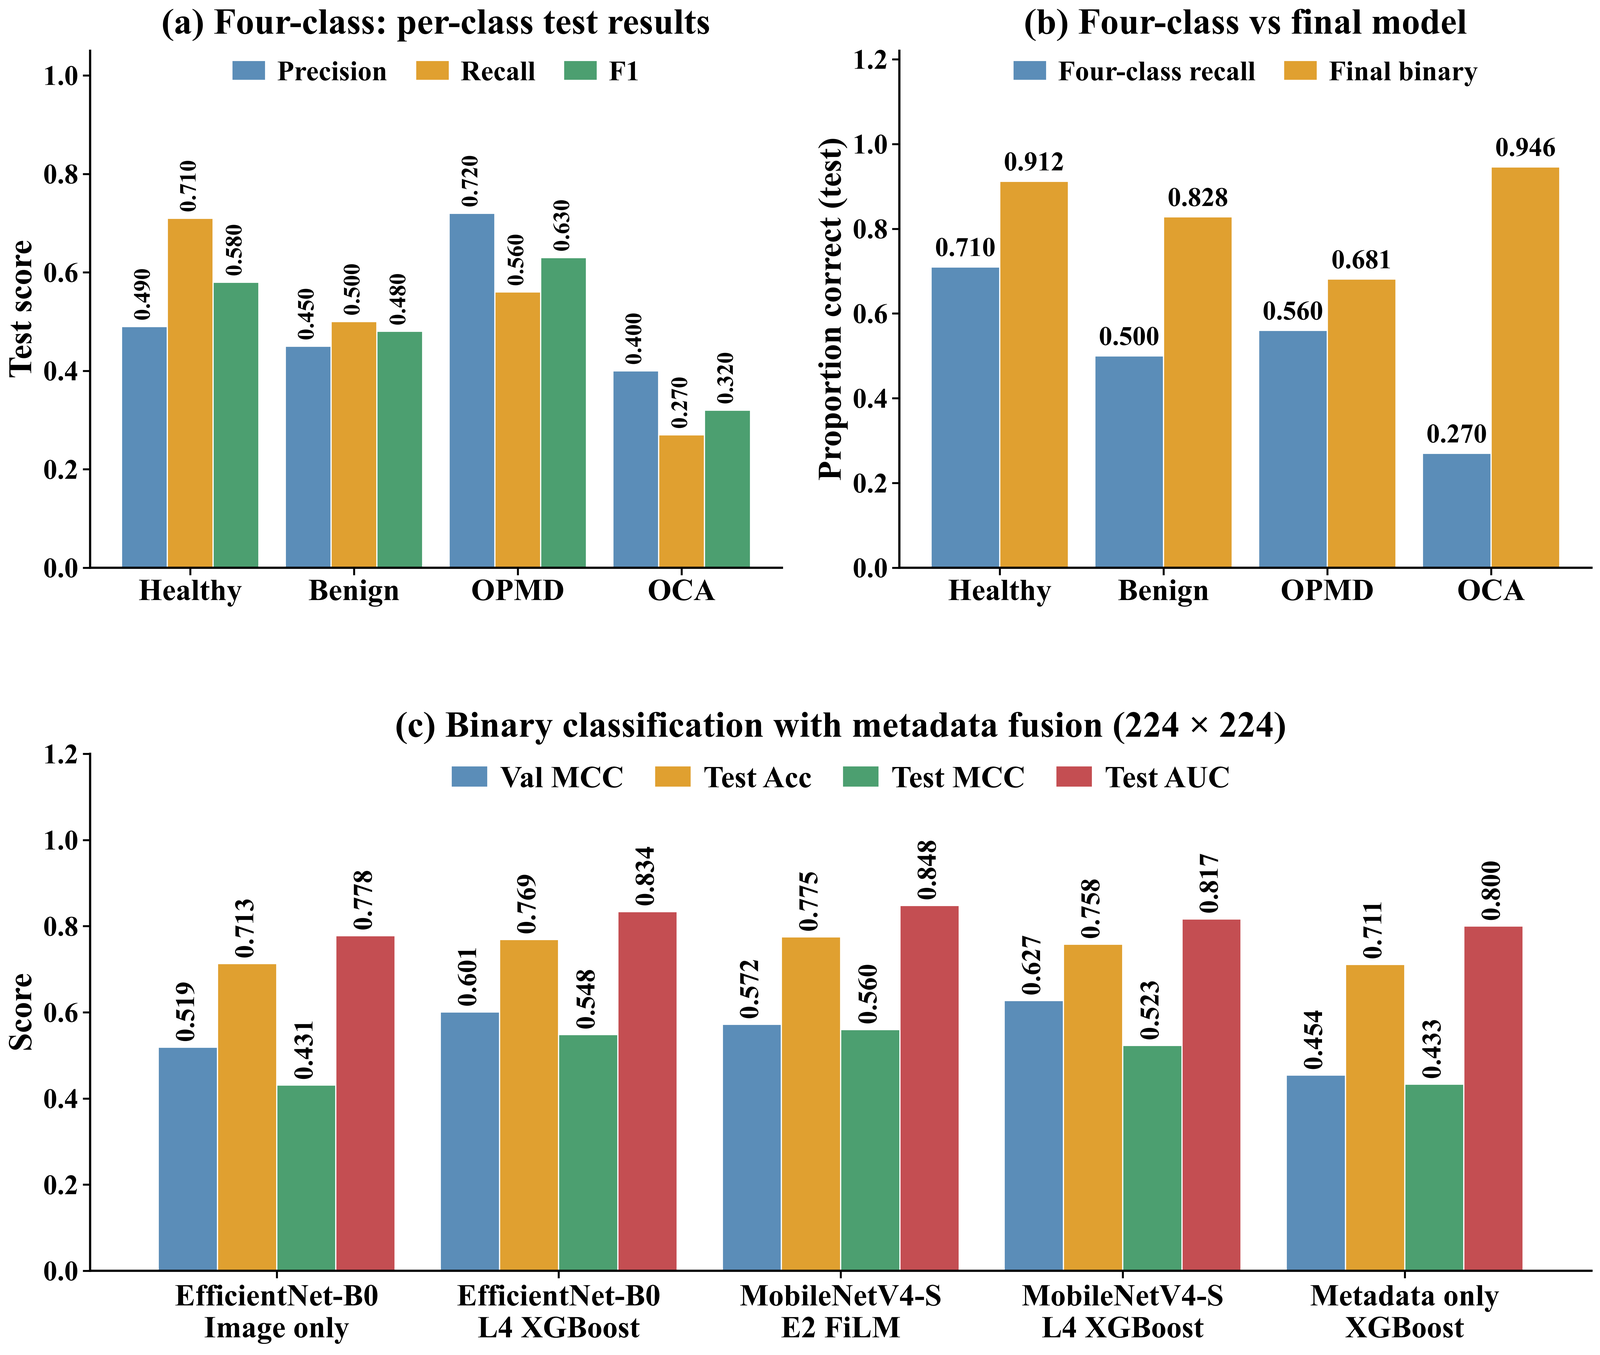 (a) Four-class: per-class test results
Precision Recall F1
Test score
1.0
0.8
0.6
0.4
0.2
0.0
0.490
0.710
0.580
0.450
0.500
0.480
0.720
0.560
0.630
0.400
0.270
0.320
Healthy Benign OPMD OCA
(b) Four-class vs final model
Four-class recall Final binary
Proportion correct (test)
1.2
1.0
0.8
0.6
0.4
0.2
0.0
0.710
0.912
0.500
0.828
0.560
0.681
0.270
0.946
Healthy Benign OPMD OCA
(c) Binary classification with metadata fusion (224 × 224)
Val MCC Test Acc Test MCC Test AUC
Score
1.2
1.0
0.8
0.6
0.4
0.2
0.0
0.519
0.713
0.431
0.778
0.601
0.769
0.548
0.834
0.572
0.775
0.560
0.848
0.627
0.758
0.523
0.817
0.454
0.711
0.433
0.800
EfficientNet-B0
Image only
EfficientNet-B0
L4 XGBoost
MobileNetV4-S
E2 FiLM
MobileNetV4-S
L4 XGBoost
Metadata only
XGBoost